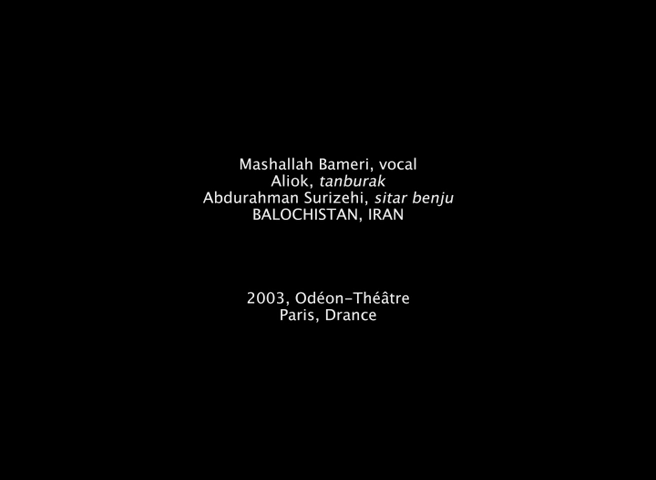 Mashallah Bameri, vocal
Aliok, tanburak
Abdurahman Surizehi, sitar benju
BALOCHISTAN, IRAN
2003, Odéon-Théâtre
Paris, Drance